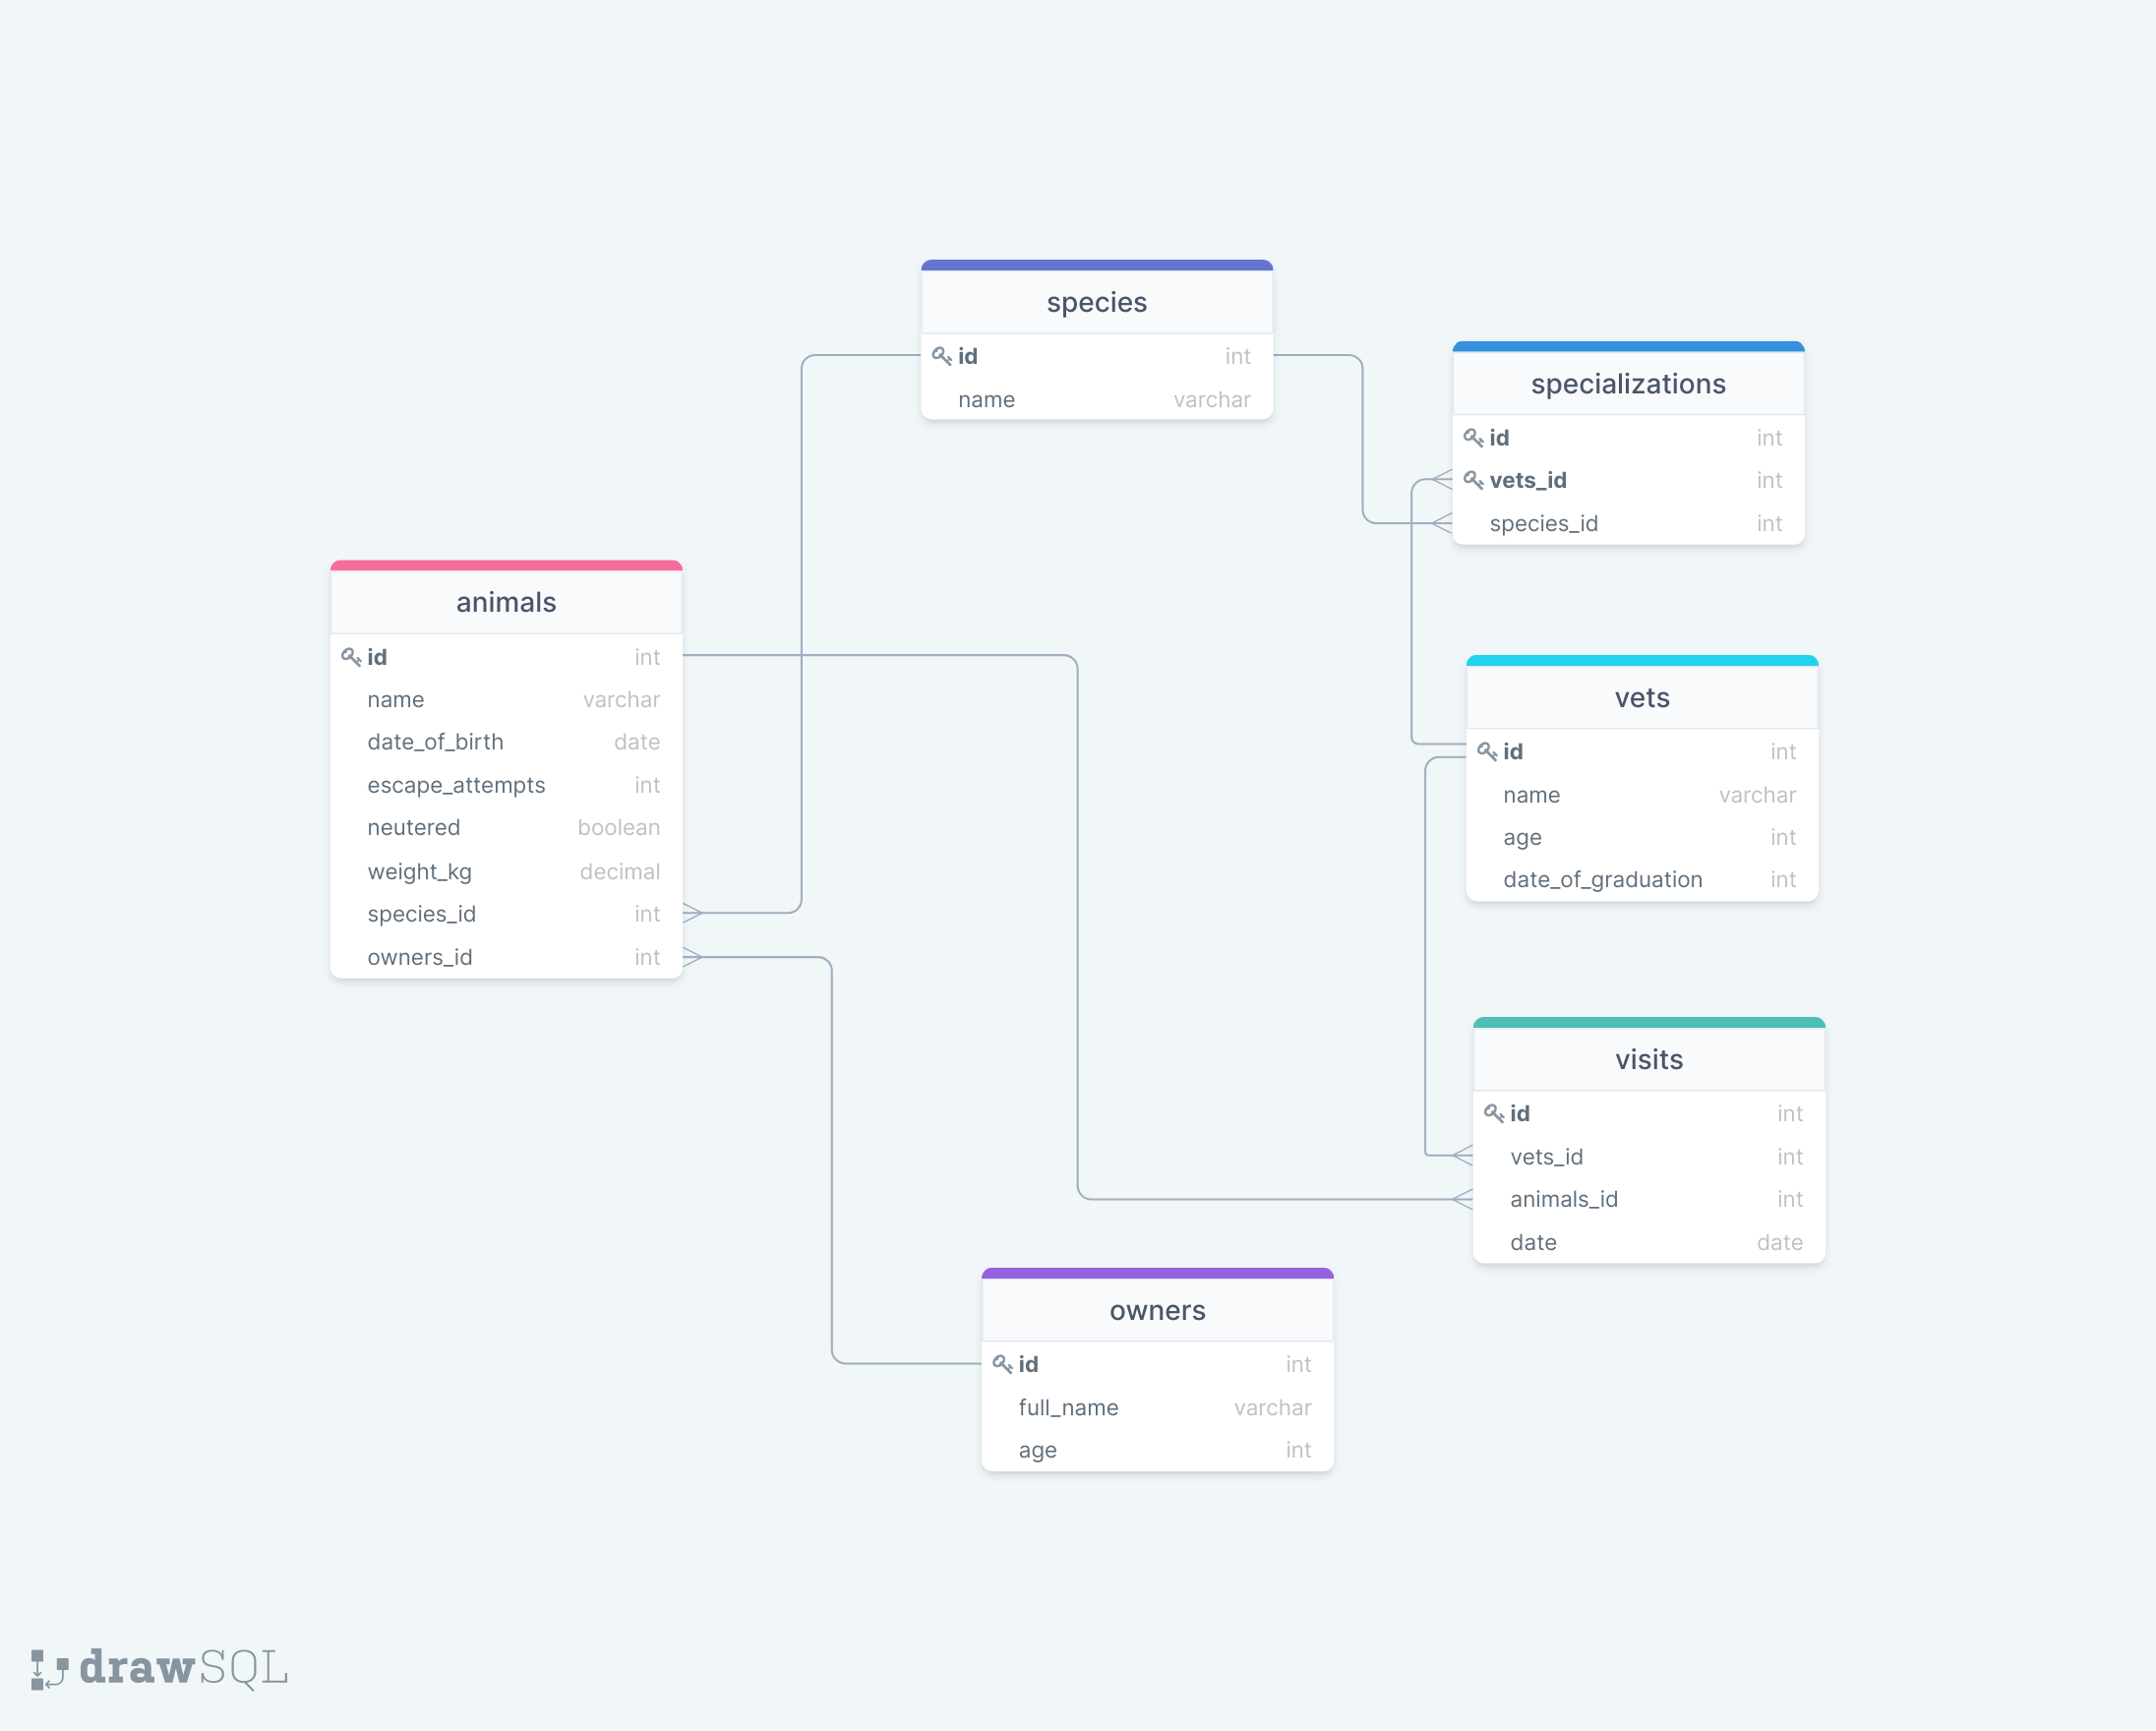 species
id int
name varchar
specializations
id int
vets_id int
species_id int
animals
id int
name varchar
date_of_birth date
escape_attempts int
neutered boolean
weight_kg decimal
species_id int
owners_id int
vets
id int
name varchar
age int
date_of_graduation int
visits
id int
vets_id int
animals_id int
date date
owners
id int
full_name varchar
age int
drawSQL